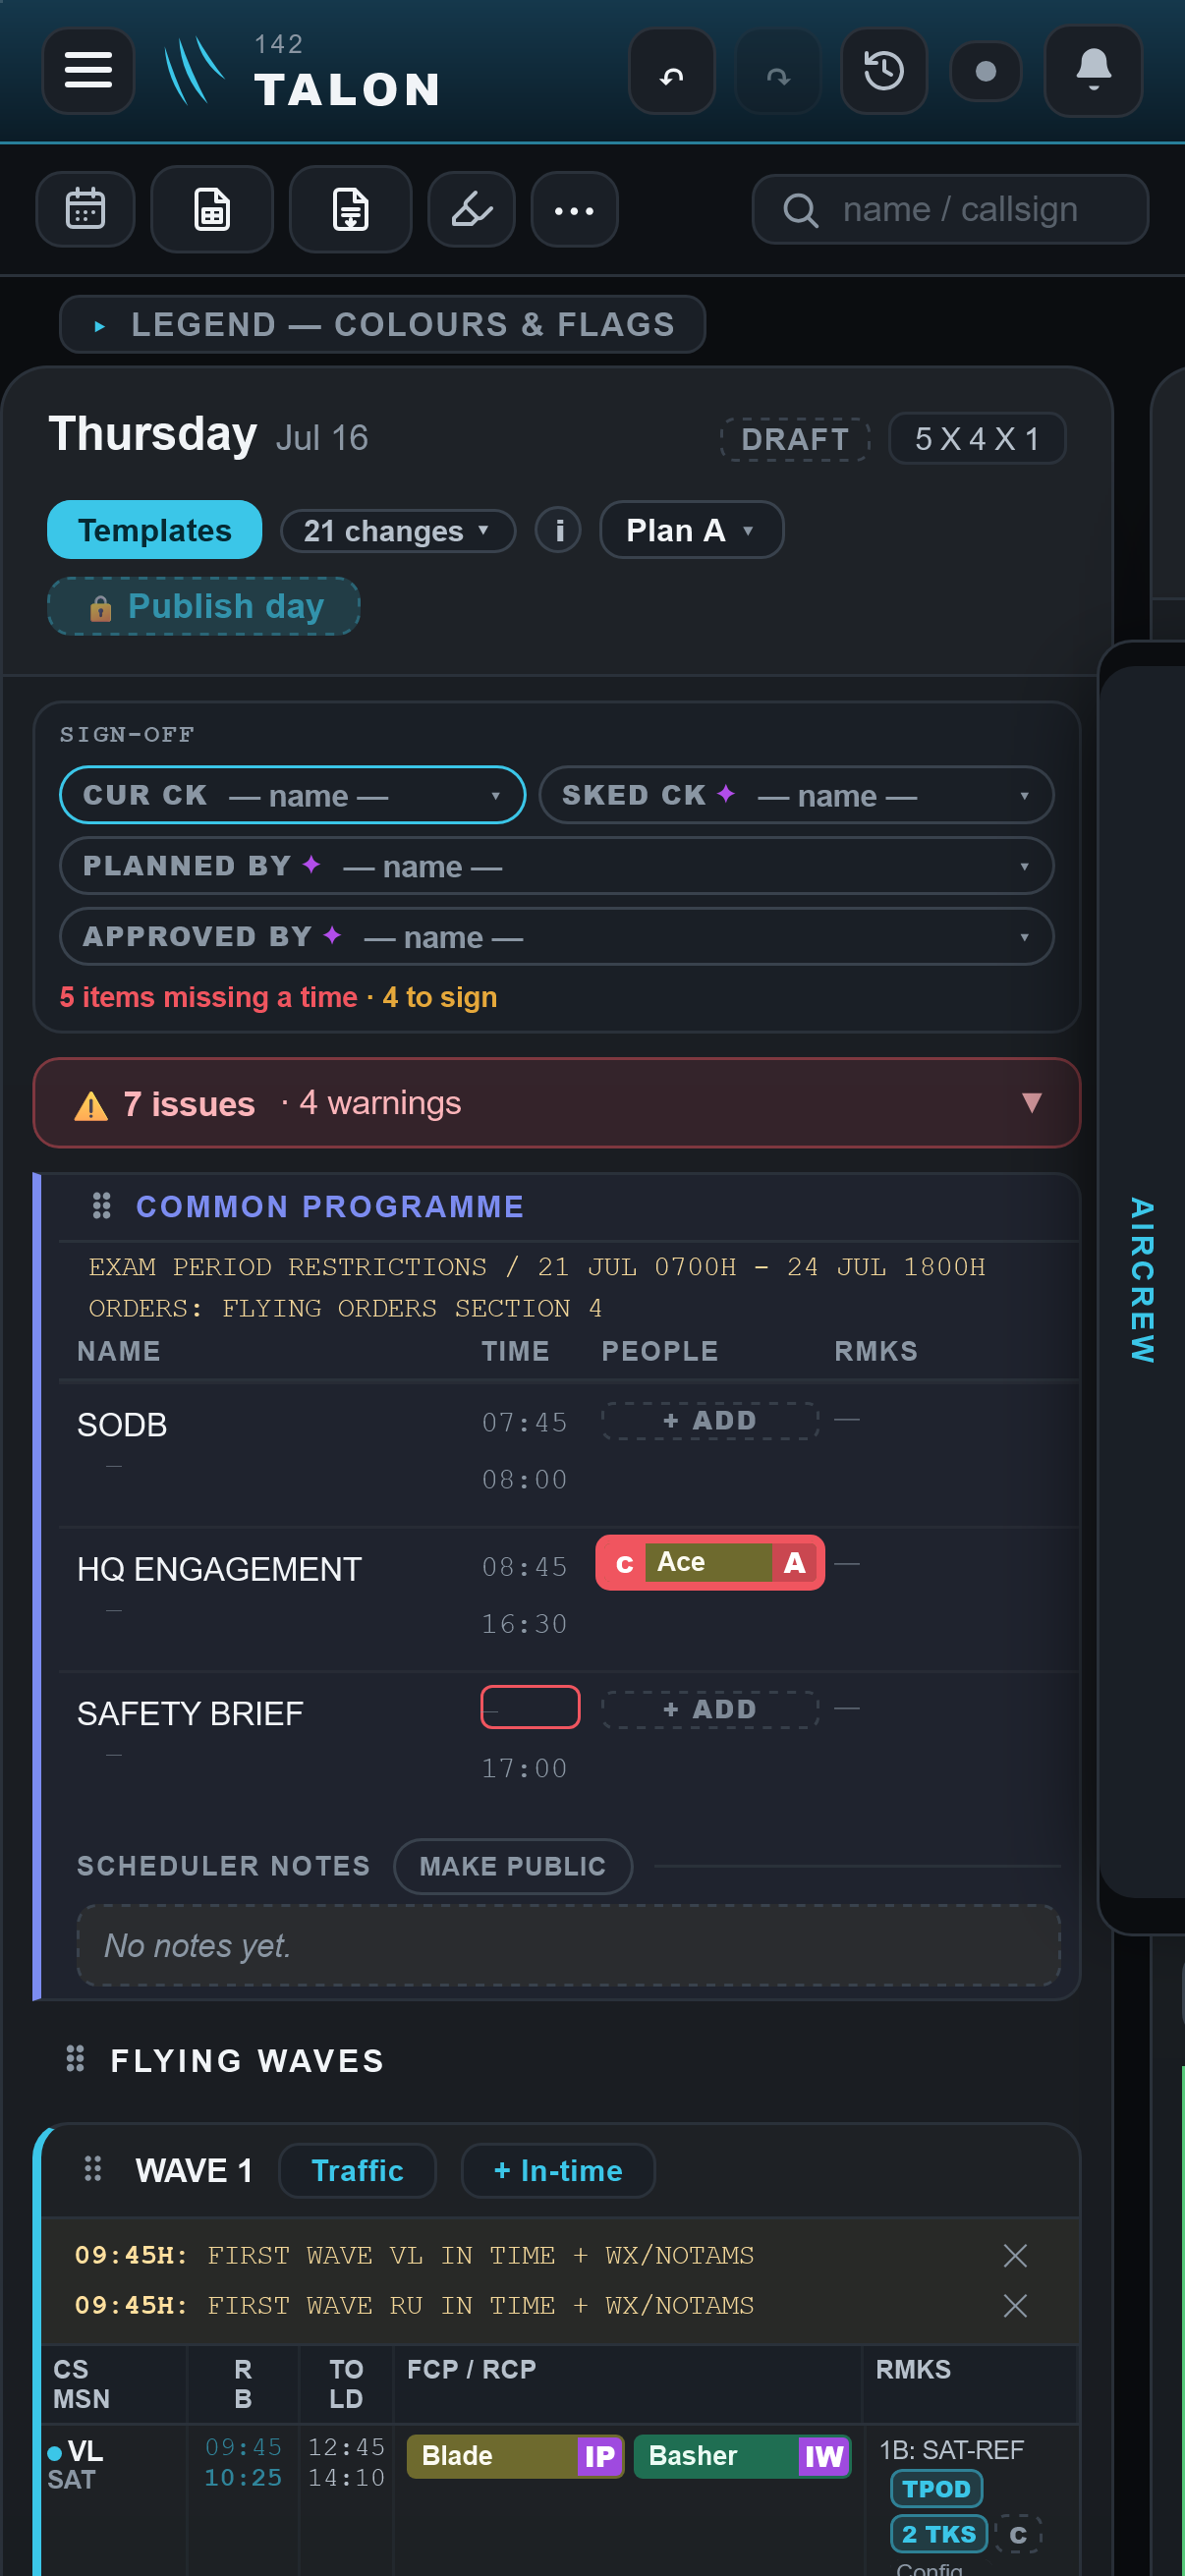 142
TALON
name / callsign
▸ LEGEND — COLOURS & FLAGS
Thursday Jul 16 DRAFT 5 X 4 X 1
Templates 21 changes ▾ i Plan A ▾
🔒 Publish day
SIGN-OFF
CUR CK — name — ▾ SKED CK ✦ — name — ▾
PLANNED BY ✦ — name — ▾
APPROVED BY ✦ — name — ▾
5 items missing a time · 4 to sign
⚠️ 7 issues · 4 warnings ▼
COMMON PROGRAMME
EXAM PERIOD RESTRICTIONS / 21 JUL 0700H - 24 JUL 1800H
ORDERS: FLYING ORDERS SECTION 4
NAME TIME PEOPLE RMKS
SODB 07:45 + ADD —
— 08:00
HQ ENGAGEMENT 08:45 C Ace A —
— 16:30
SAFETY BRIEF — + ADD —
— 17:00
AIRCREW
SCHEDULER NOTES MAKE PUBLIC
No notes yet.
FLYING WAVES
WAVE 1 Traffic + In-time
09:45H: FIRST WAVE VL IN TIME + WX/NOTAMS
09:45H: FIRST WAVE RU IN TIME + WX/NOTAMS
CS R TO FCP / RCP RMKS
MSN B LD
VL 09:45 12:45 Blade IP Basher IW 1B: SAT-REF
SAT 10:25 14:10
TPOD
2 TKS C
Config